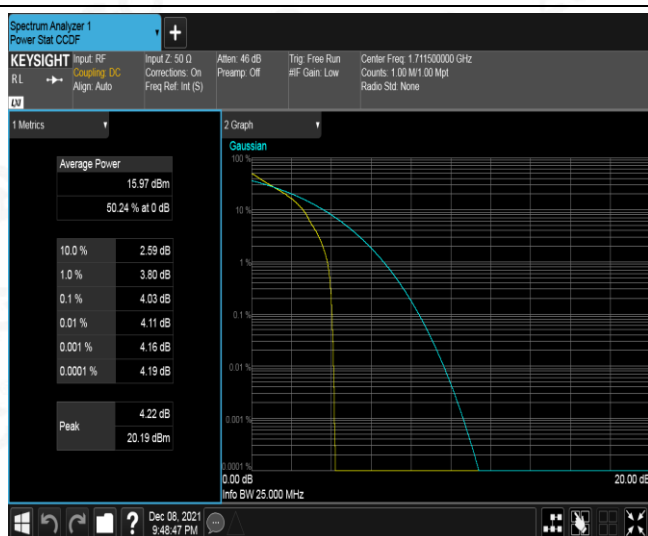 Spectrum Analyzer 1
Power Stat CCDF
+
KEYSIGHT
RL
LXI
Input: RF
Coupling: DC
Align: Auto
Input Z: 50 Ω
Corrections: On
Freq Ref: Int (S)
Atten: 46 dB
Preamp: Off
Trig: Free Run
#IF Gain: Low
Center Freq: 1.711500000 GHz
Counts: 1.00 M/1.00 Mpt
Radio Std: None
1 Metrics
Average Power
15.97 dBm
50.24 % at 0 dB
10.0 % 2.59 dB
1.0 % 3.80 dB
0.1 % 4.03 dB
0.01 % 4.11 dB
0.001 % 4.16 dB
0.0001 % 4.19 dB
Peak
4.22 dB
20.19 dBm
2 Graph
Gaussian
100 %
10 %
1 %
0.1 %
0.01 %
0.001 %
0.0001 %
0.00 dB 20.00 dB
Info BW 25.000 MHz
?
Dec 08, 2021
9:48:47 PM